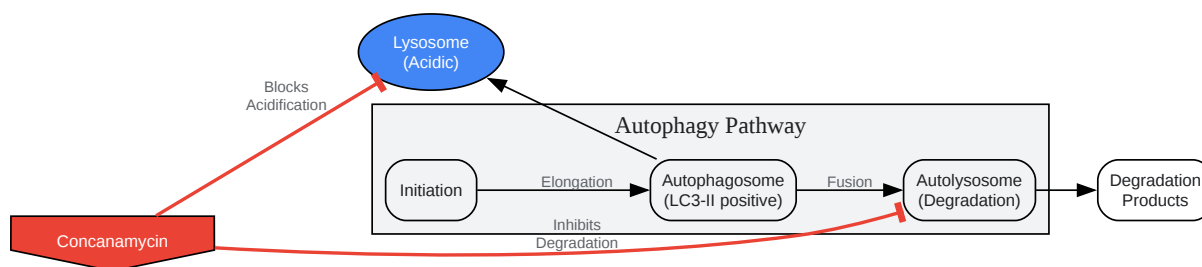 Lysosome
(Acidic)
Blocks
Acidification
Autophagy Pathway
Initiation
Elongation
Autophagosome
(LC3-II positive)
Fusion
Autolysosome
(Degradation)
Degradation
Products
Concanamycin
Inhibits
Degradation